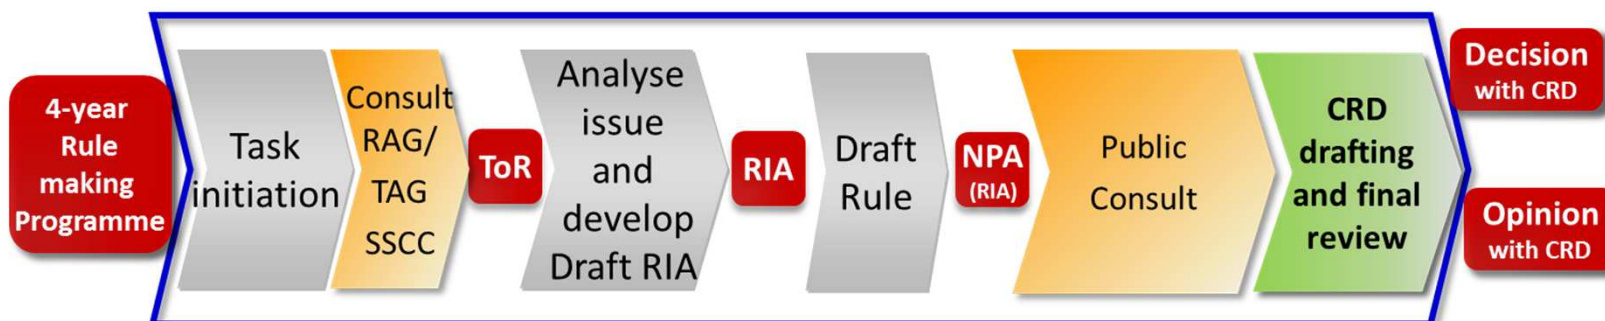 4-year
Rule
making
Programme
Task
initiation
Consult
RAG/
TAG
SSCC
ToR
Analyse
issue
and
develop
Draft RIA
RIA
Draft
Rule
NPA
(RIA)
Public
Consult
CRD
drafting
and final
review
Decision
with CRD
Opinion
with CRD